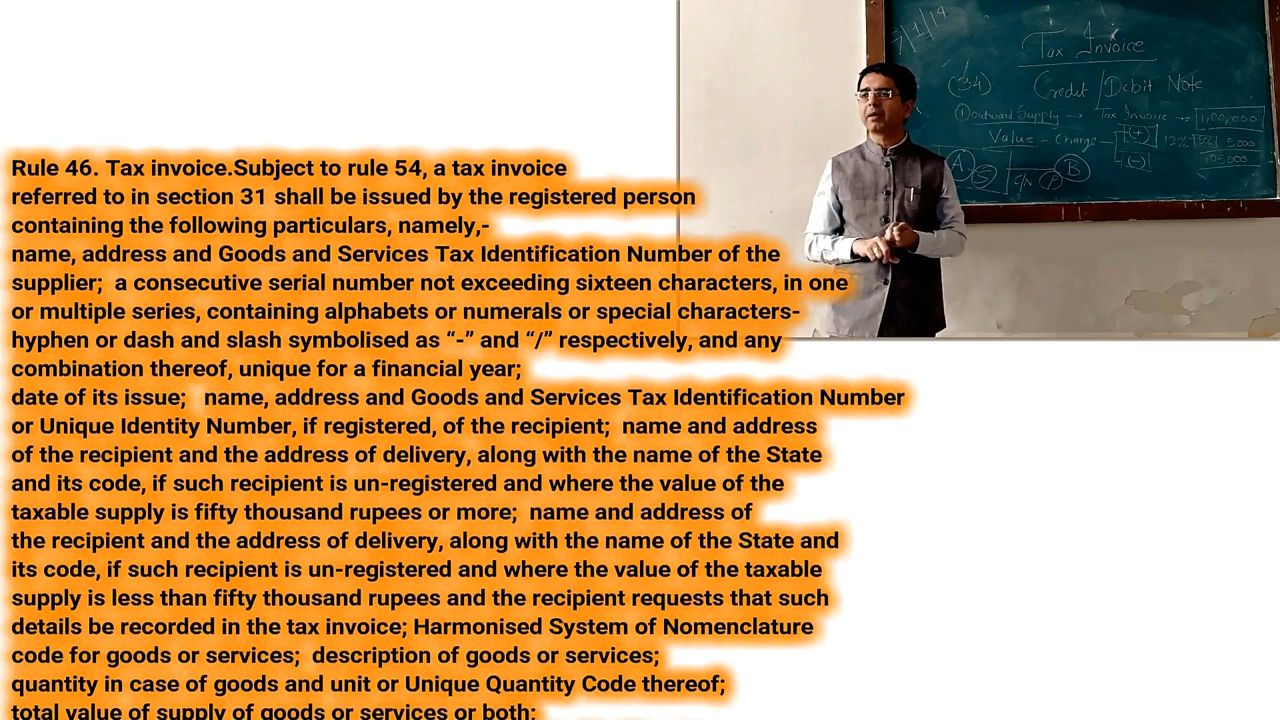 Rule 46. Tax invoice.Subject to rule 54, a tax invoice
referred to in section 31 shall be issued by the registered person
containing the following particulars, namely,-
name, address and Goods and Services Tax Identification Number of the
supplier;  a consecutive serial number not exceeding sixteen characters, in one
or multiple series, containing alphabets or numerals or special characters-
hyphen or dash and slash symbolised as “-” and “/” respectively, and any
combination thereof, unique for a financial year;
date of its issue;   name, address and Goods and Services Tax Identification Number
or Unique Identity Number, if registered, of the recipient;  name and address
of the recipient and the address of delivery, along with the name of the State
and its code, if such recipient is un-registered and where the value of the
taxable supply is fifty thousand rupees or more;  name and address of
the recipient and the address of delivery, along with the name of the State and
its code, if such recipient is un-registered and where the value of the taxable
supply is less than fifty thousand rupees and the recipient requests that such
details be recorded in the tax invoice; Harmonised System of Nomenclature
code for goods or services;  description of goods or services;
quantity in case of goods and unit or Unique Quantity Code thereof;
total value of supply of goods or services or both;
Tax Invoice
(34) Credit / Debit Note
① Outward Supply → Tax Invoice → 1,00,000
Value - Change (+) 12%
(-) 105000
A S B